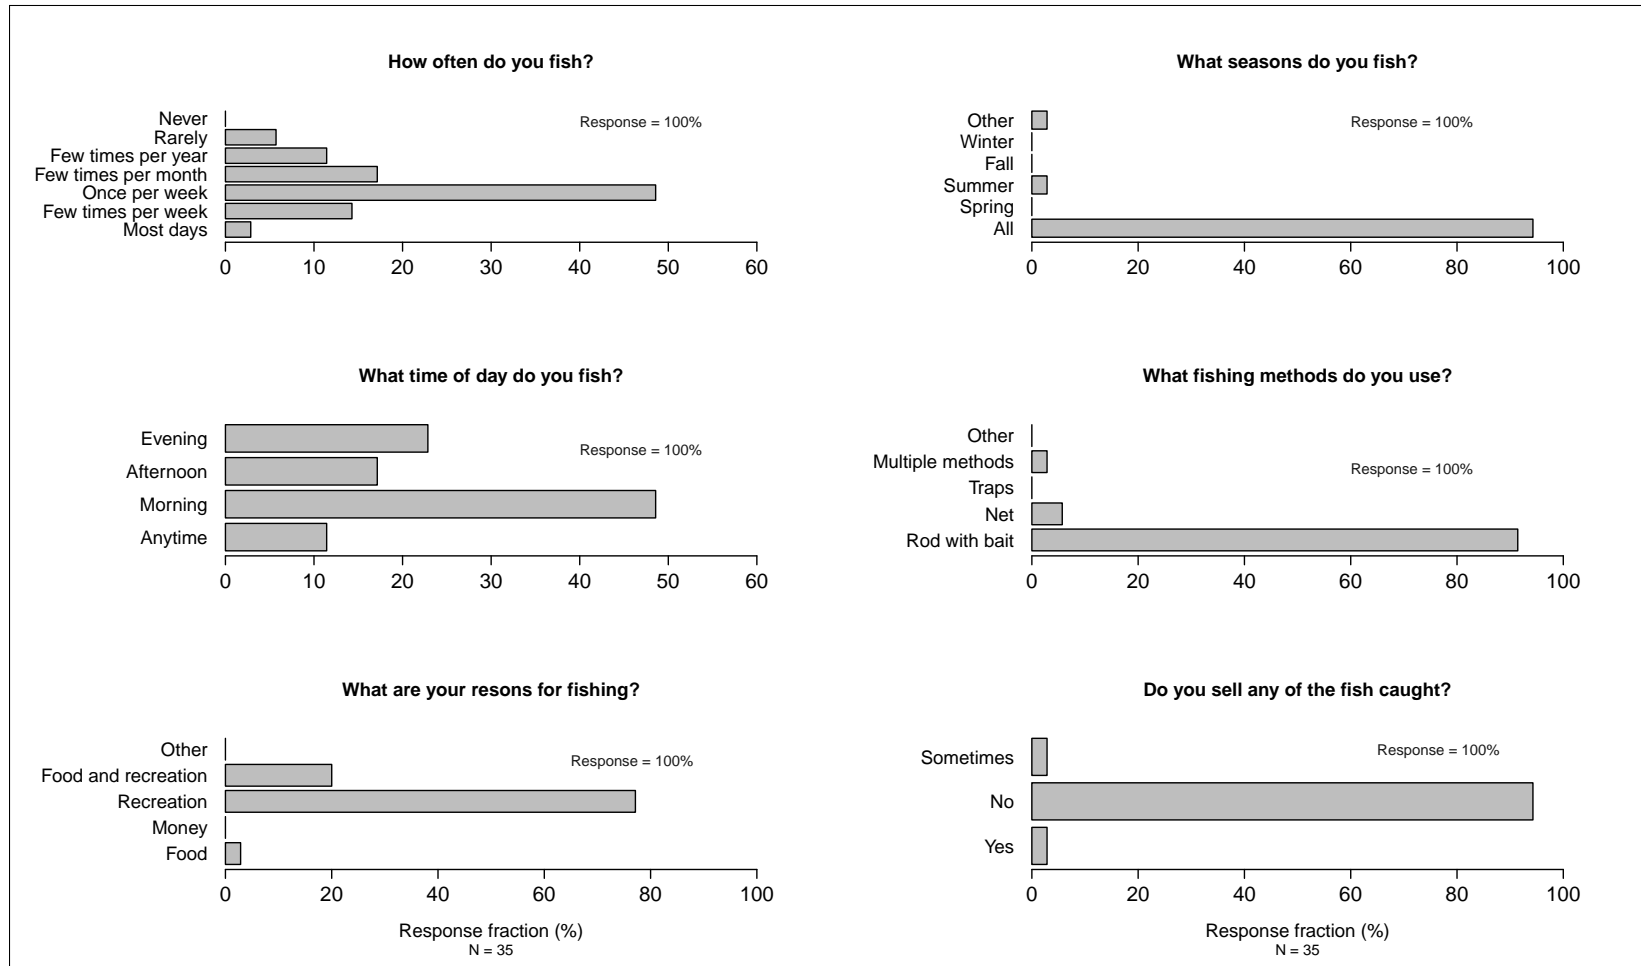 How often do you fish?
Response = 100%
Never
Rarely
Few times per year
Few times per month
Once per week
Few times per week
Most days
0 10 20 30 40 50 60
What seasons do you fish?
Response = 100%
Other
Winter
Fall
Summer
Spring
All
0 20 40 60 80 100
What time of day do you fish?
Response = 100%
Evening
Afternoon
Morning
Anytime
0 10 20 30 40 50 60
What fishing methods do you use?
Response = 100%
Other
Multiple methods
Traps
Net
Rod with bait
0 20 40 60 80 100
What are your resons for fishing?
Response = 100%
Other
Food and recreation
Recreation
Money
Food
0 20 40 60 80 100
Response fraction (%)
N = 35
Do you sell any of the fish caught?
Response = 100%
Sometimes
No
Yes
0 20 40 60 80 100
Response fraction (%)
N = 35